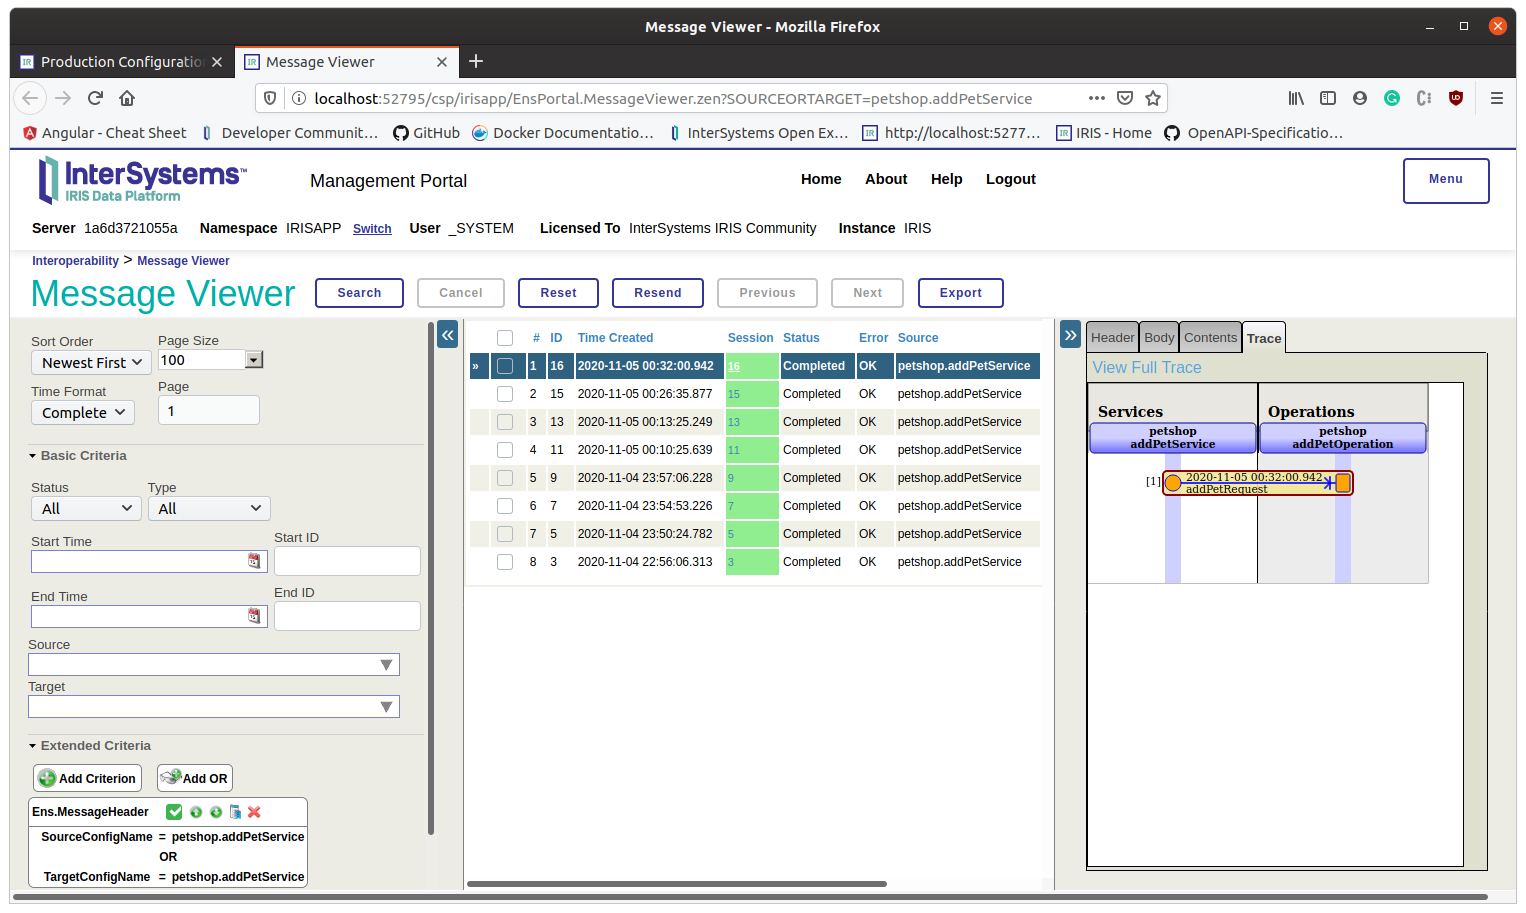 Message Viewer - Mozilla Firefox
Production Configuratio
Message Viewer
localhost:52795/csp/irisapp/EnsPortal.MessageViewer.zen?SOURCEORTARGET=petshop.addPetService
Angular - Cheat Sheet
Developer Communit…
GitHub
Docker Documentatio…
InterSystems Open Ex…
http://localhost:5277…
IRIS - Home
OpenAPI-Specificatio…
InterSystems™
IRIS Data Platform
Management Portal
Home About Help Logout
Menu
Server 1a6d3721055a Namespace IRISAPP Switch User _SYSTEM Licensed To InterSystems IRIS Community Instance IRIS
Interoperability > Message Viewer
Message Viewer
Search Cancel Reset Resend Previous Next Export
Sort Order
Newest First
Page Size
100
Time Format
Complete
Page
1
Basic Criteria
Status
All
Type
All
Start Time
Start ID
End Time
End ID
Source
Target
Extended Criteria
Add Criterion
Add OR
Ens.MessageHeader
SourceConfigName = petshop.addPetService
OR
TargetConfigName = petshop.addPetService
«
# ID Time Created Session Status Error Source
» 1 16 2020-11-05 00:32:00.942 16 Completed OK petshop.addPetService
2 15 2020-11-05 00:26:35.877 15 Completed OK petshop.addPetService
3 13 2020-11-05 00:13:25.249 13 Completed OK petshop.addPetService
4 11 2020-11-05 00:10:25.639 11 Completed OK petshop.addPetService
5 9 2020-11-04 23:57:06.228 9 Completed OK petshop.addPetService
6 7 2020-11-04 23:54:53.226 7 Completed OK petshop.addPetService
7 5 2020-11-04 23:50:24.782 5 Completed OK petshop.addPetService
8 3 2020-11-04 22:56:06.313 3 Completed OK petshop.addPetService
»
Header Body Contents Trace
View Full Trace
Services
Operations
petshop
addPetService
petshop
addPetOperation
[1]
2020-11-05 00:32:00.942
addPetRequest